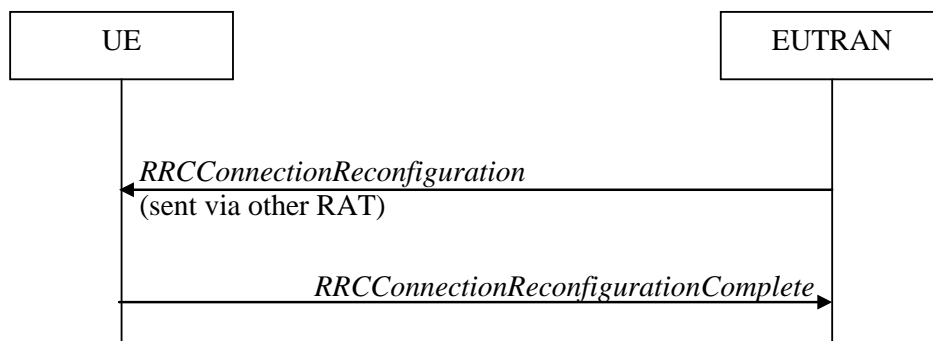 UE
EUTRAN
RRCConnectionReconfiguration
(sent via other RAT)
RRCConnectionReconfigurationComplete